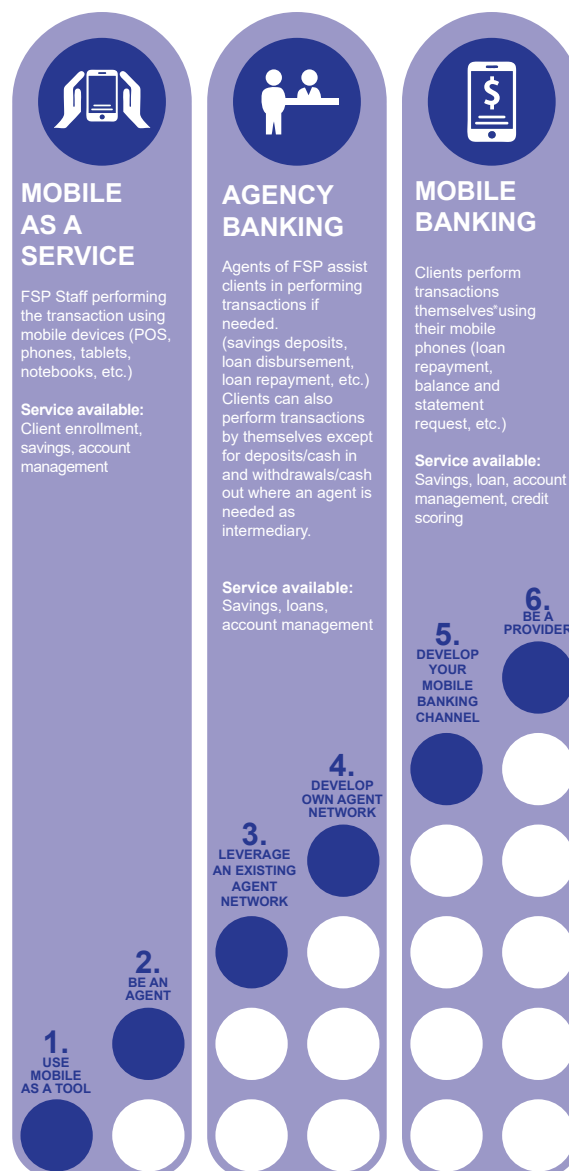 MOBILE
AS A
SERVICE
FSP Staff performing
the transaction using
mobile devices (POS,
phones, tablets,
notebooks, etc.)
Service available:
Client enrollment,
savings, account
management
1.
USE
MOBILE
AS A TOOL
2.
BE AN
AGENT
AGENCY
BANKING
Agents of FSP assist
clients in performing
transactions if
needed.
(savings deposits,
loan disbursement,
loan repayment, etc.)
Clients can also
perform transactions
by themselves except
for deposits/cash in
and withdrawals/cash
out where an agent is
needed as
intermediary.
Service available:
Savings, loans,
account management
3.
LEVERAGE
AN EXISTING
AGENT
NETWORK
4.
DEVELOP
OWN AGENT
NETWORK
$
MOBILE
BANKING
Clients perform
transactions
themselves"using
their mobile
phones (loan
repayment,
balance and
statement
request, etc.)
Service available:
Savings, loan, account
management, credit
scoring
5.
DEVELOP
YOUR
MOBILE
BANKING
CHANNEL
6.
BE A
PROVIDER